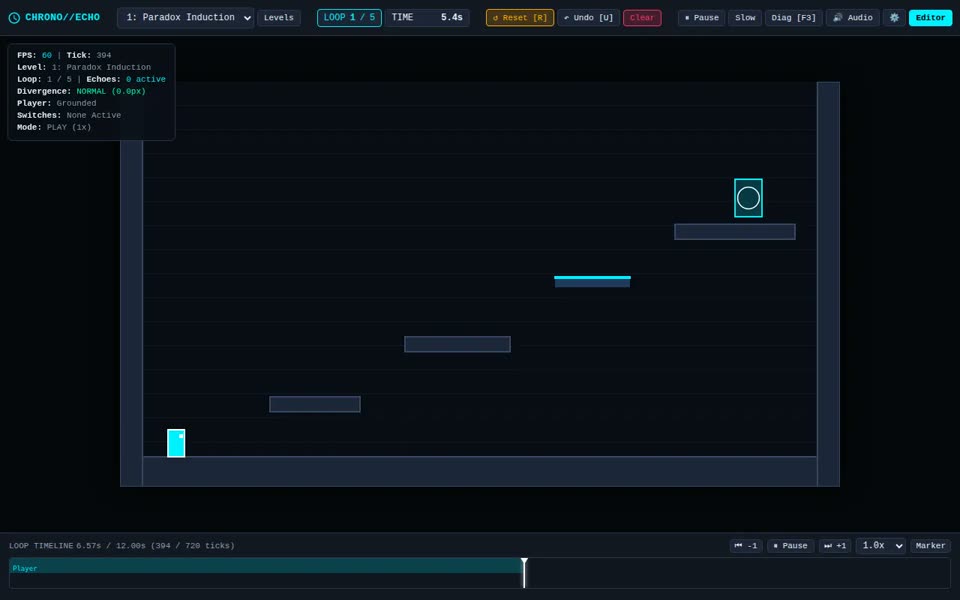 CHRONO//ECHO 1: Paradox Induction Levels LOOP 1 / 5 TIME 5.4s ↺ Reset [R] ↶ Undo [U] Clear ⏸ Pause Slow Diag [F3] 🔊 Audio ⚙️ Editor
FPS: 60 | Tick: 394
Level: 1: Paradox Induction
Loop: 1 / 5 | Echoes: 0 active
Divergence: NORMAL (0.0px)
Player: Grounded
Switches: None Active
Mode: PLAY (1x)
LOOP TIMELINE 6.57s / 12.00s (394 / 720 ticks) ⏮ -1 ⏸ Pause ⏭ +1 1.0x Marker
Player